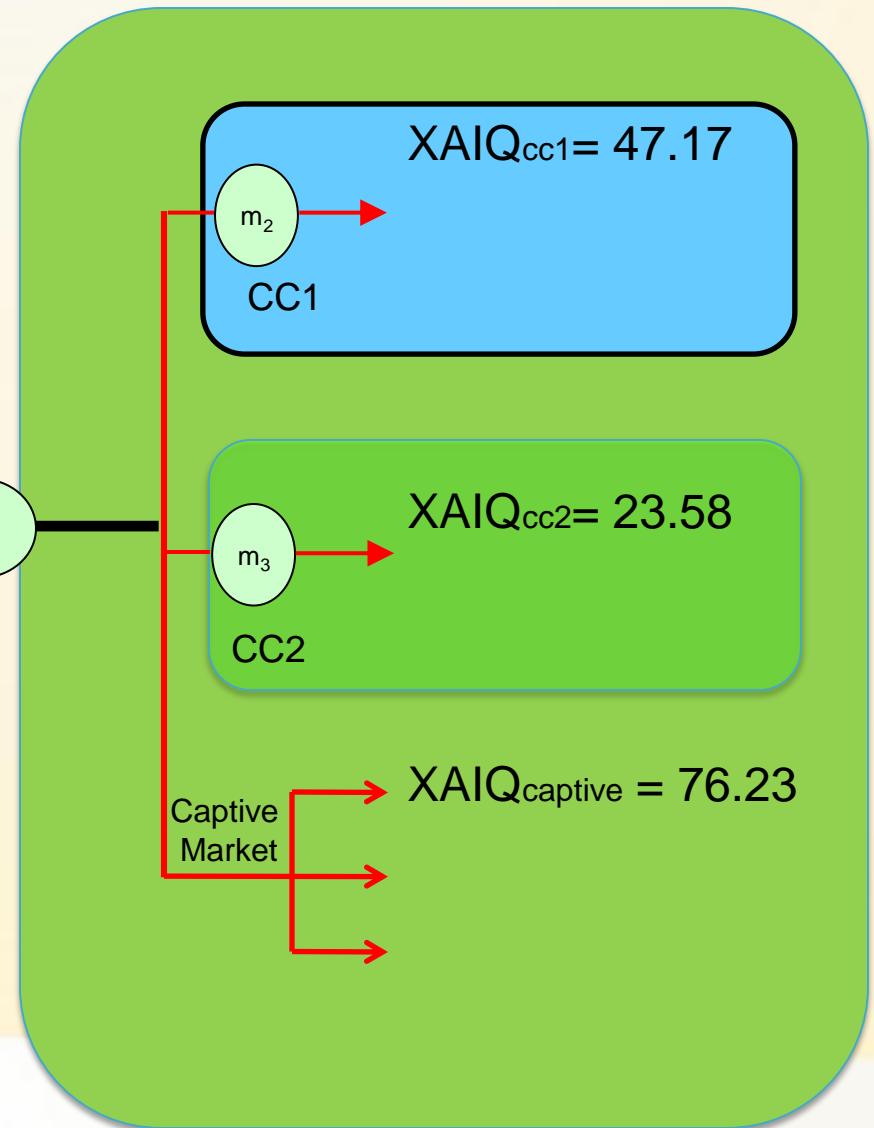 XAIQcc1= 47.17
m2
CC1
XAIQcc2= 23.58
m3
CC2
XAIQcaptive = 76.23
Captive
Market